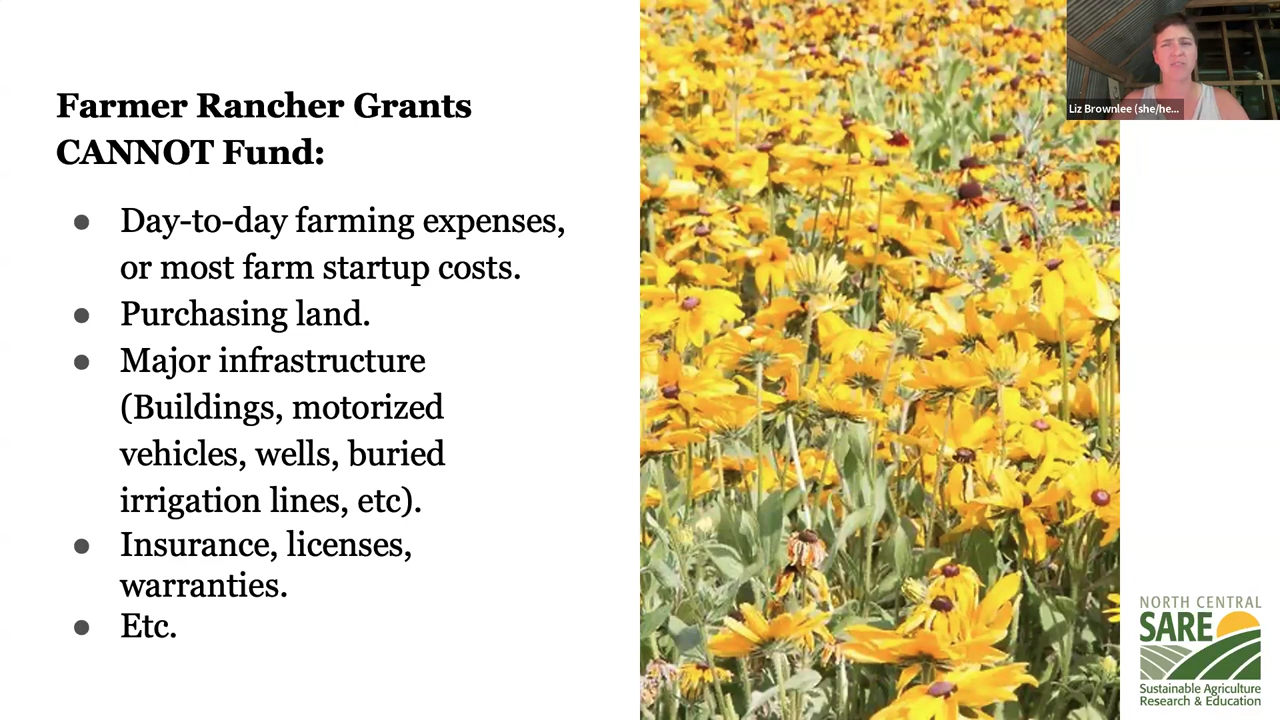 Farmer Rancher Grants
CANNOT Fund:
● Day-to-day farming expenses,
or most farm startup costs.
● Purchasing land.
● Major infrastructure
(Buildings, motorized
vehicles, wells, buried
irrigation lines, etc).
● Insurance, licenses,
warranties.
● Etc.
Liz Brownlee (she/he...
NORTH CENTRAL
SARE
Sustainable Agriculture
Research & Education